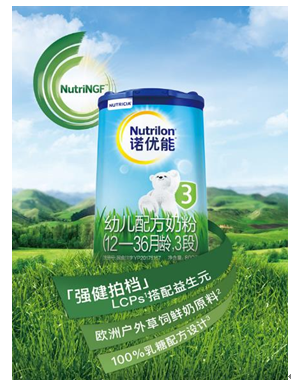 NutriNGF
NUTRICIA
Nutrilon®
诺优能
3
幼儿配方奶粉
(12—36月龄,3段)
「强健拍档」
LCPs¹搭配益生元
欧洲户外草饲鲜奶原料²
100%乳糖配方设计³